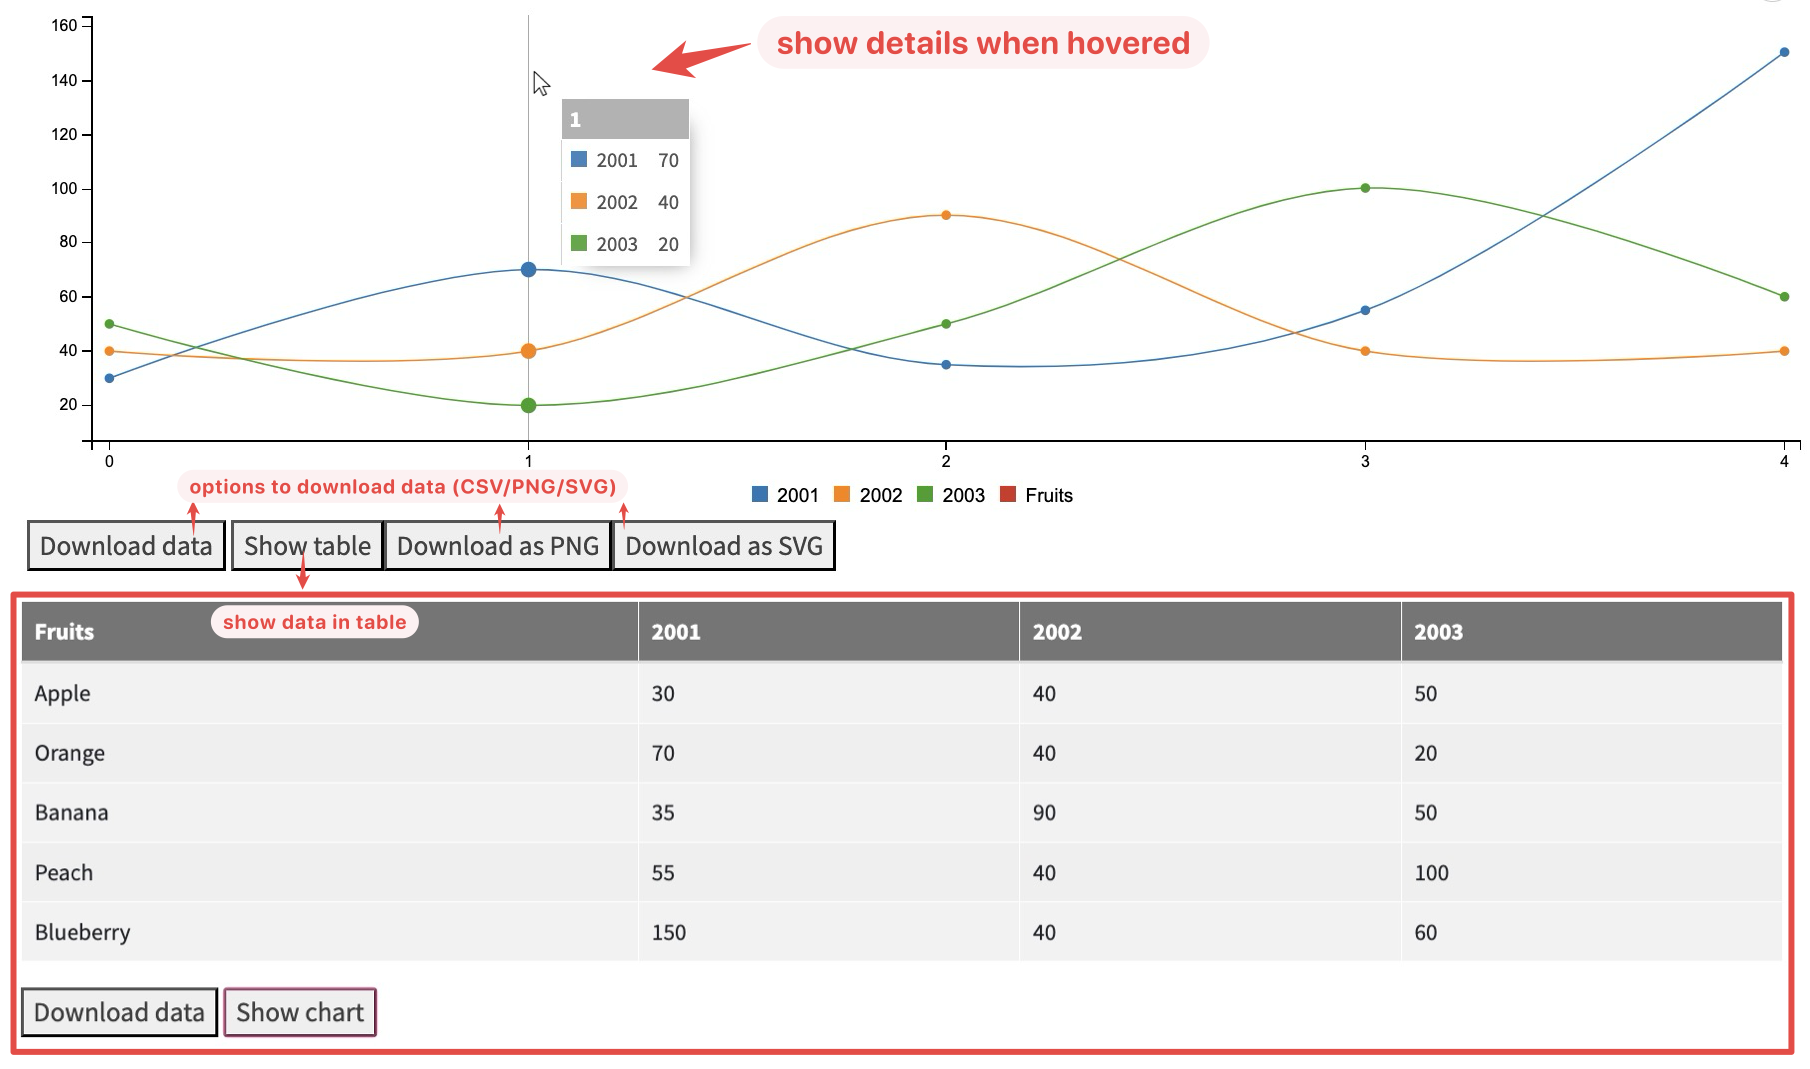 160
show details when hovered
140
1
120
2001 70
2002 40
100
2003 20
80
60
40
20
0 1 2 3 4
options to download data (CSV/PNG/SVG)
2001 2002 2003 Fruits
Download data Show table Download as PNG Download as SVG
show data in table
Fruits 2001 2002 2003
Apple 30 40 50
Orange 70 40 20
Banana 35 90 50
Peach 55 40 100
Blueberry 150 40 60
Download data Show chart